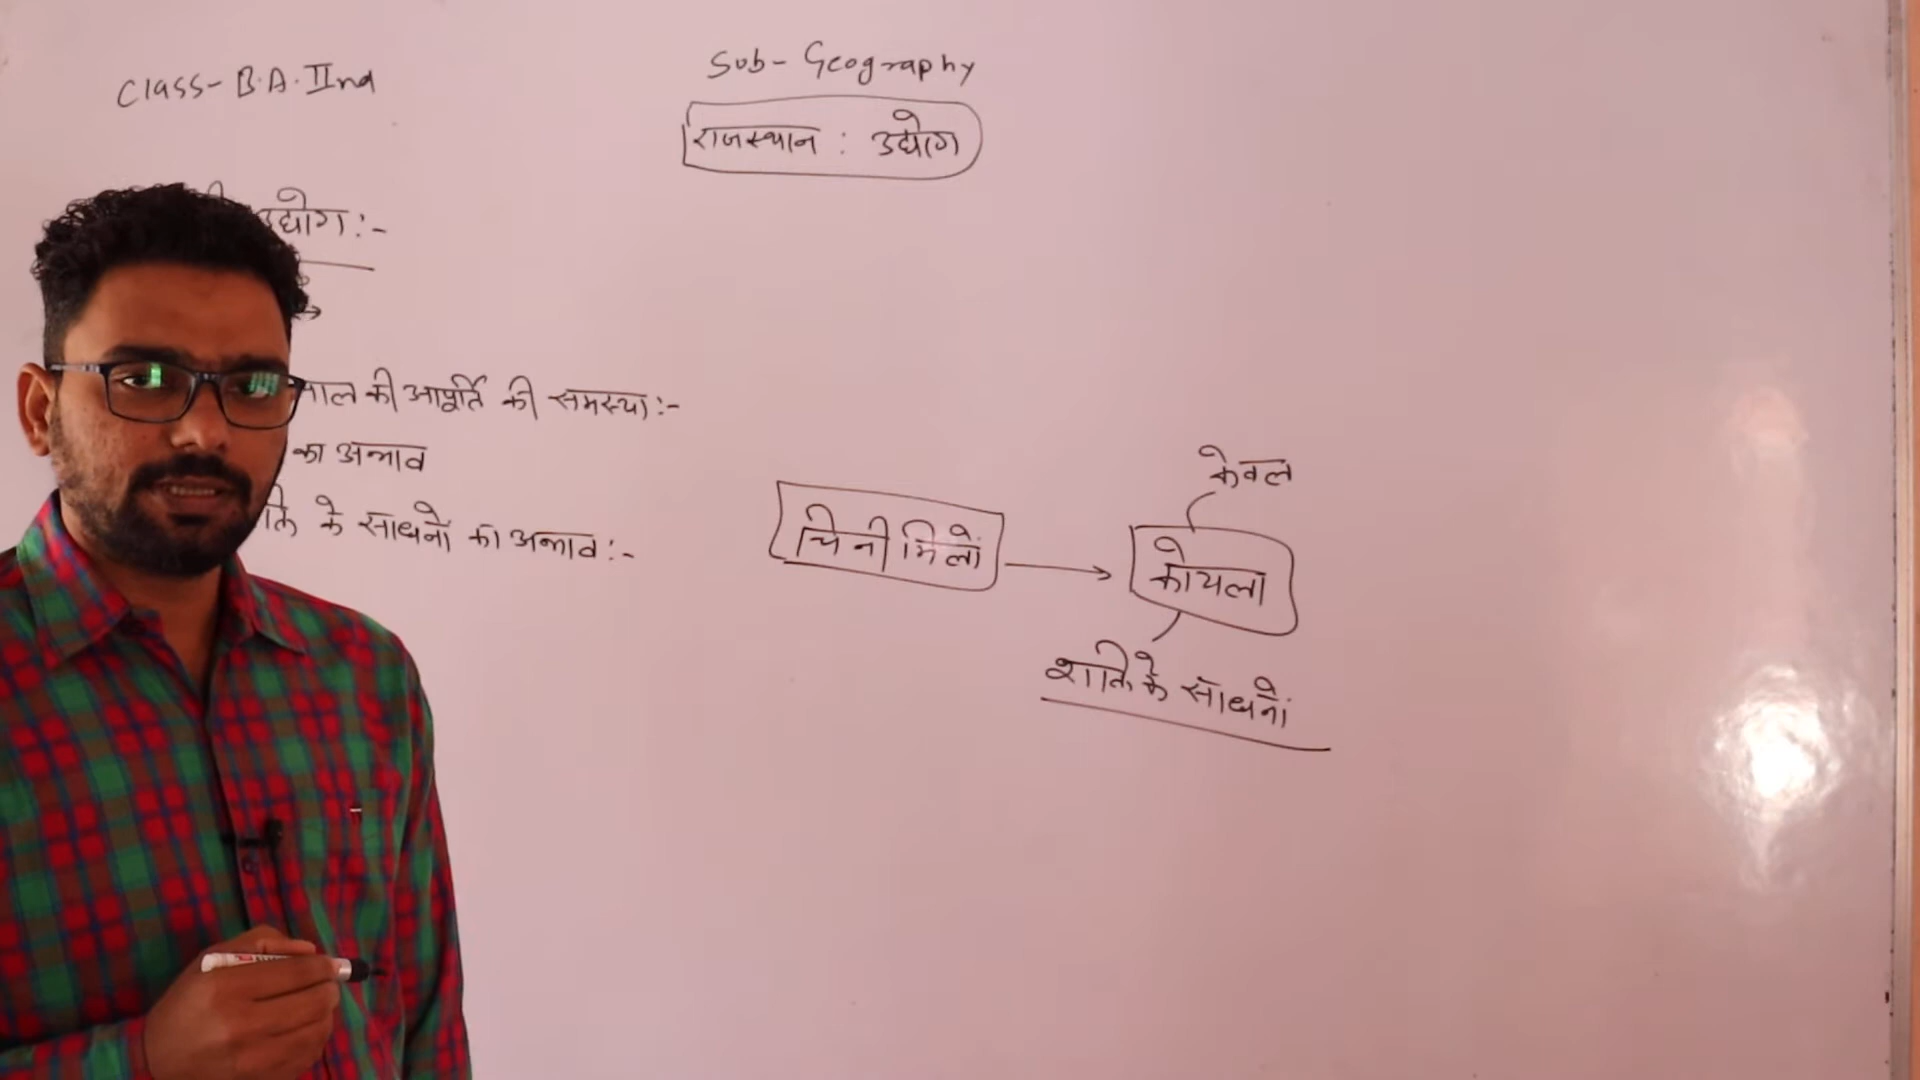 Class- B.A. IInd
Sub- Geography
राजस्थान : उद्योग
उद्योग:-
→
माल की आपूर्ति की समस्या:-
का अभाव
के साधनों का अभाव:-
चिनी मिलों →
केवल
कोयला
शक्ति के साधनों